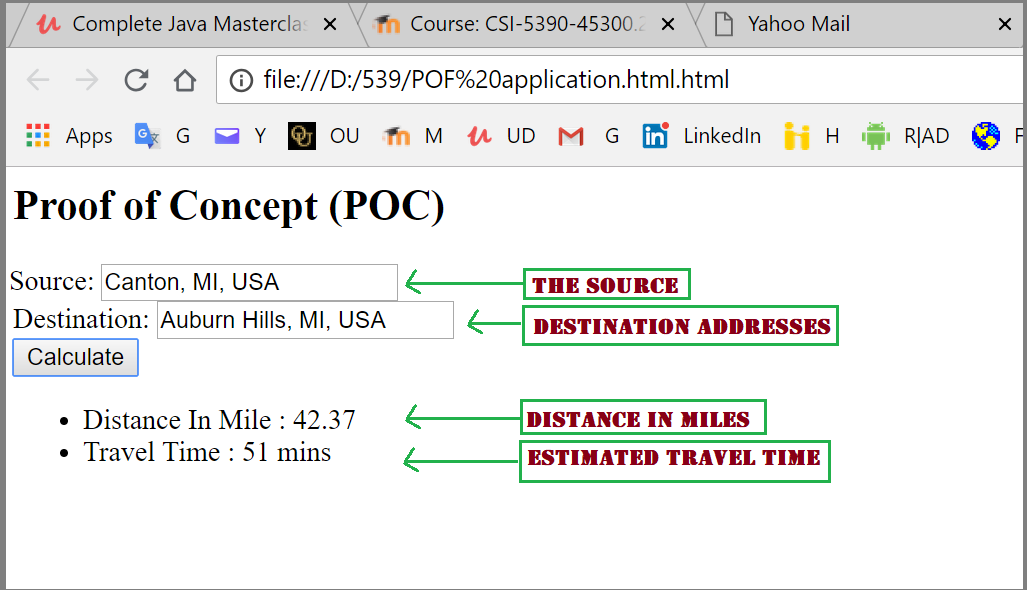 Complete Java Mastercla
Course: CSI-5390-45300.2
Yahoo Mail
file:///D:/539/POF%20application.html.html
Apps G Y OU M UD G LinkedIn H R|AD F
Proof of Concept (POC)
Source: Canton, MI, USA
THE SOURCE
Destination: Auburn Hills, MI, USA
DESTINATION ADDRESSES
Calculate
• Distance In Mile : 42.37
DISTANCE IN MILES
• Travel Time : 51 mins
ESTIMATED TRAVEL TIME